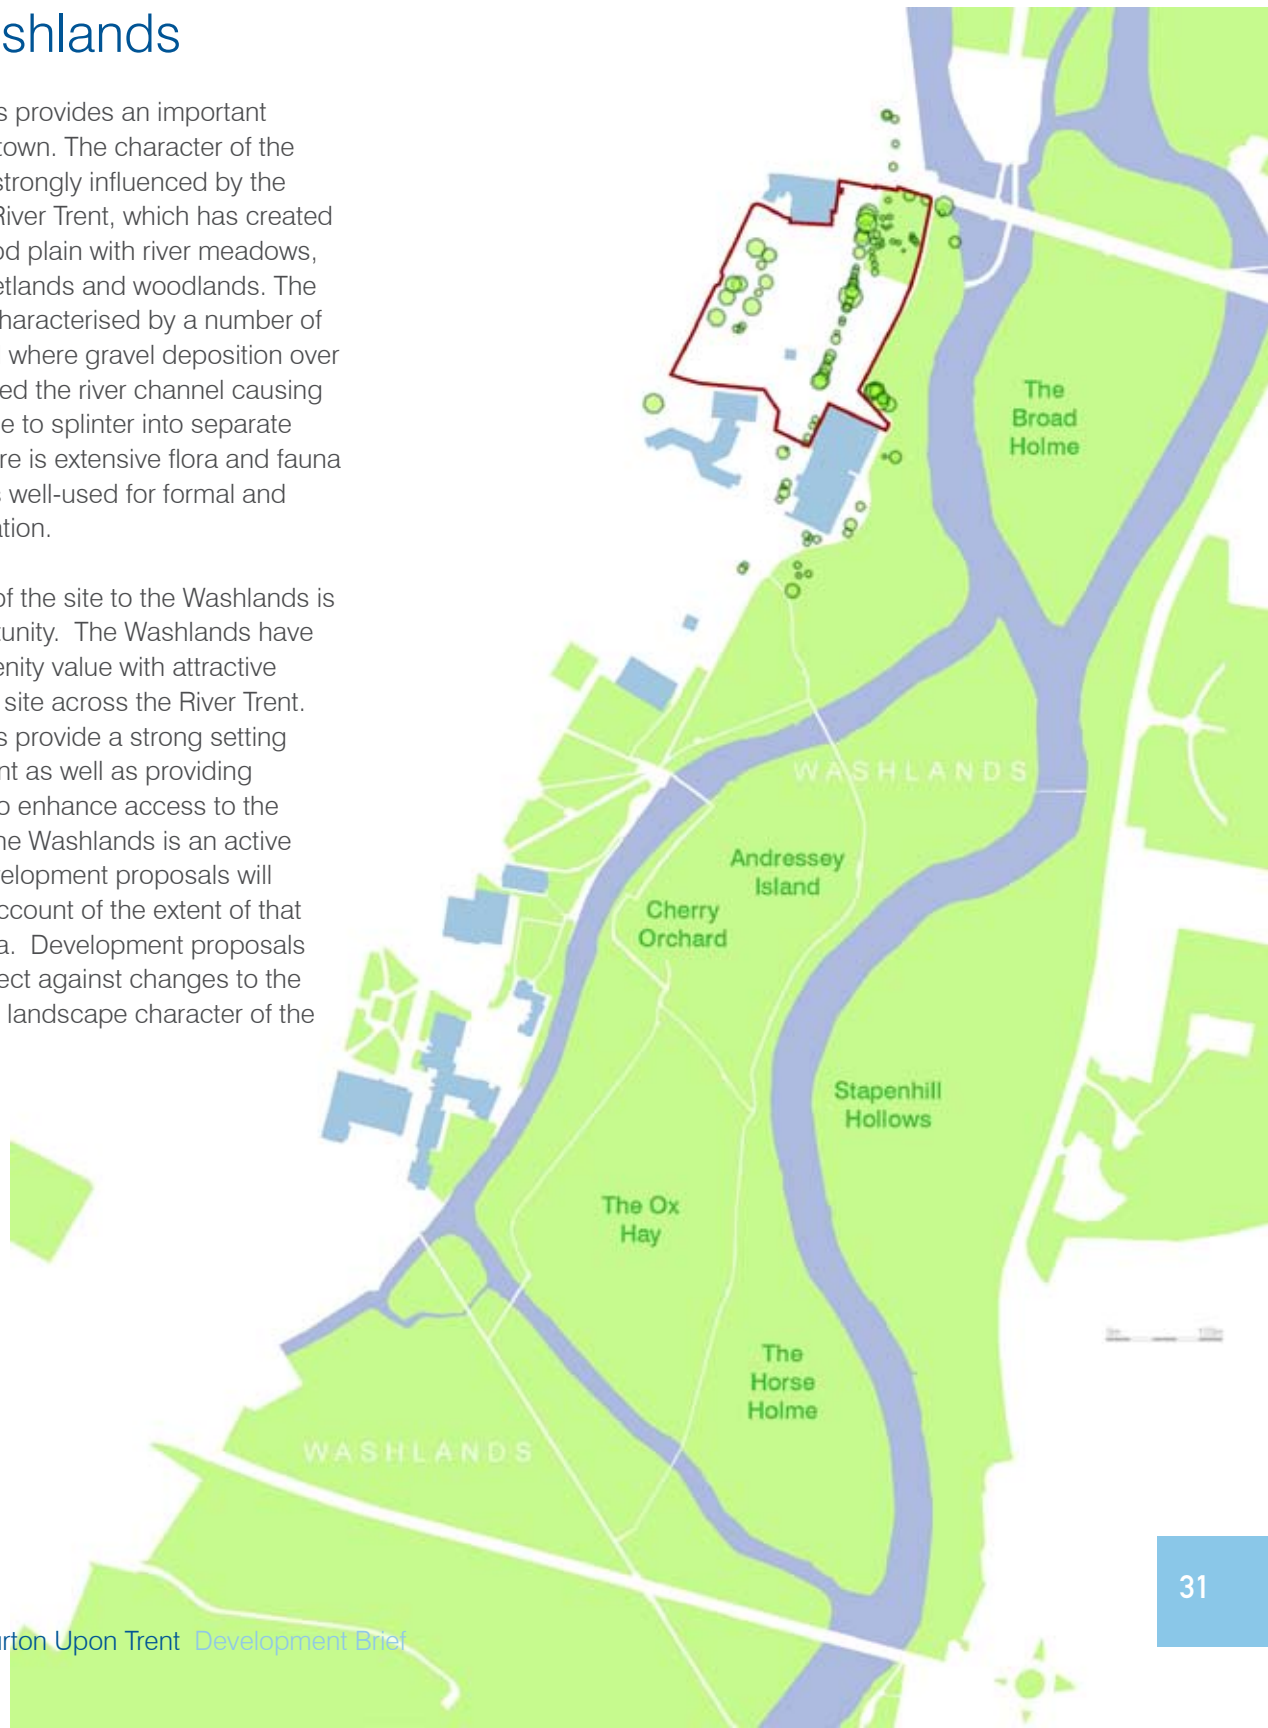 shlands
s provides an important
town. The character of the
strongly influenced by the
River Trent, which has created
od plain with river meadows,
etlands and woodlands. The
haracterised by a number of
where gravel deposition over
ed the river channel causing
e to splinter into separate
re is extensive flora and fauna
s well-used for formal and
ation.
of the site to the Washlands is
tunity. The Washlands have
enity value with attractive
site across the River Trent.
s provide a strong setting
nt as well as providing
o enhance access to the
he Washlands is an active
velopment proposals will
ccount of the extent of that
a. Development proposals
ect against changes to the
landscape character of the
The
Broad
Holme
WASHLANDS
Andressey
Island
Cherry
Orchard
Stapenhill
Hollows
The Ox
Hay
The
Horse
Holme
WASHLANDS
31
urton Upon Trent Development Brief